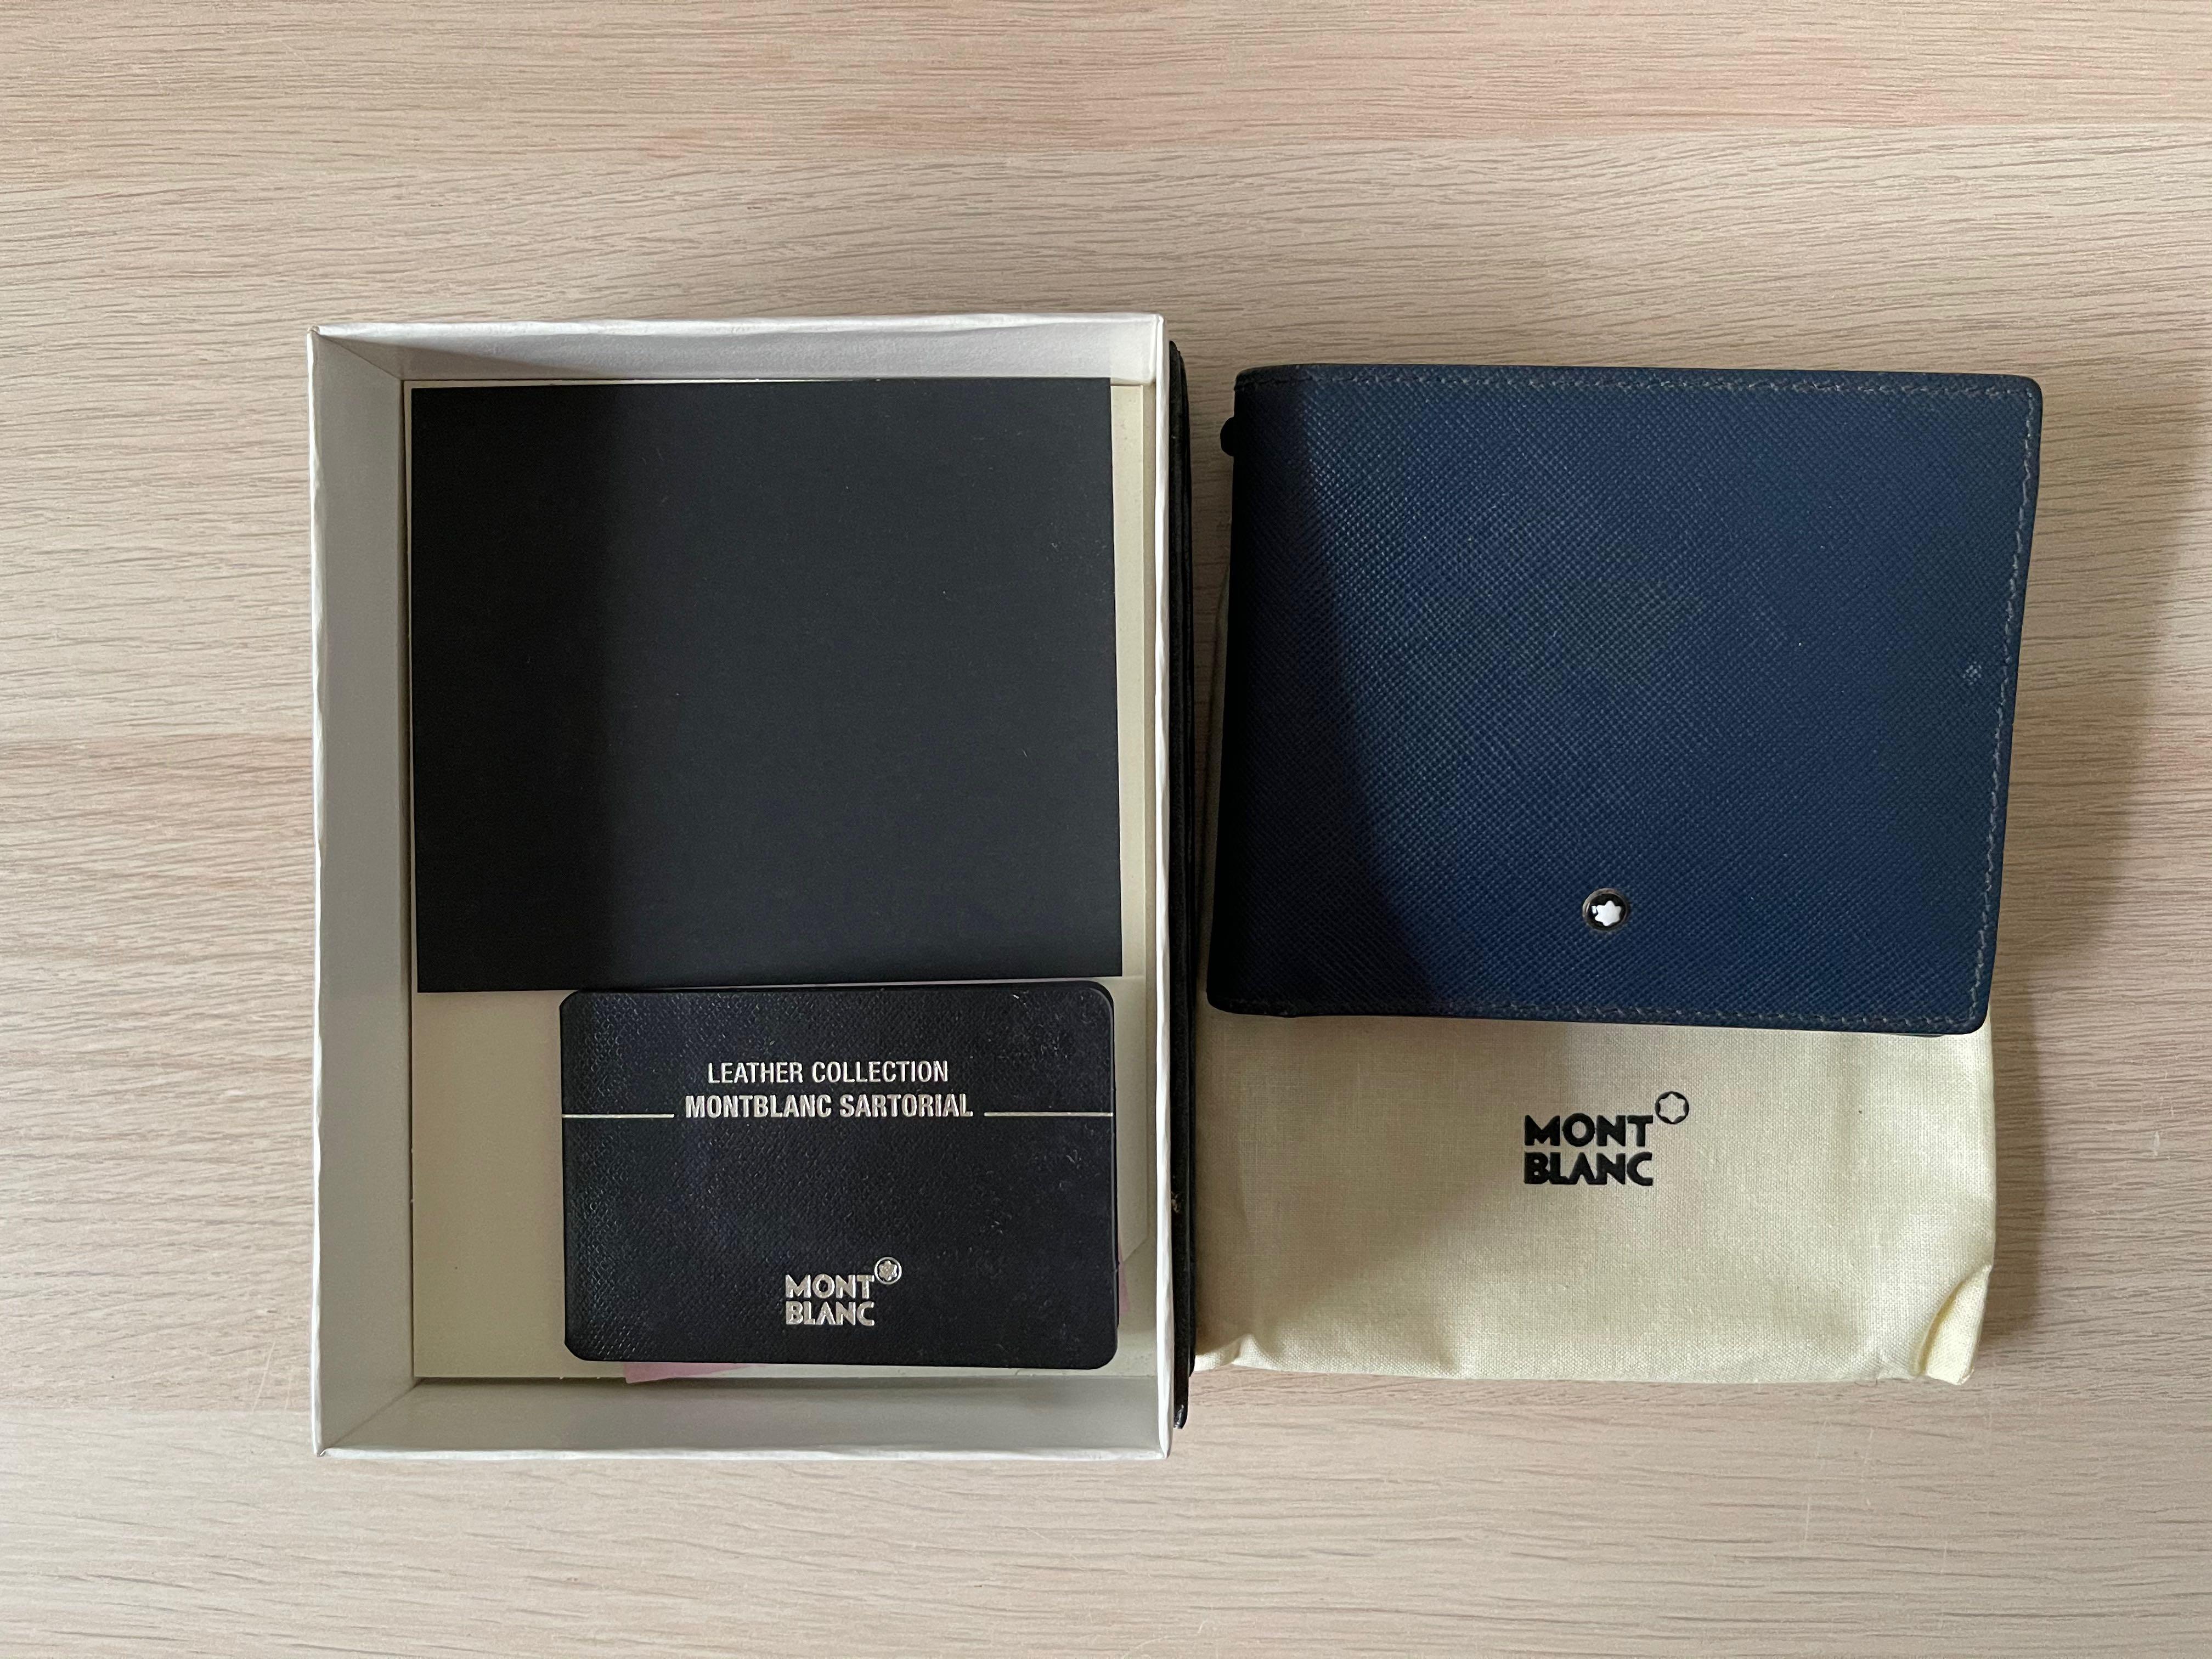 LEATHER COLLECTION
MONTBLANC SARTORIAL
MONT
BLANC
MONT
BLANC